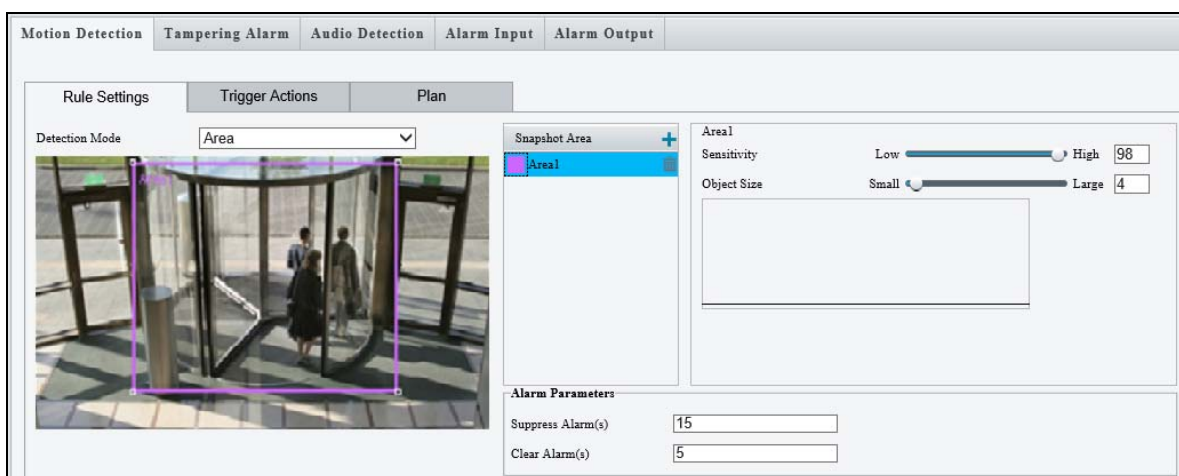 Motion Detection Tampering Alarm Audio Detection Alarm Input Alarm Output
Rule Settings Trigger Actions Plan
Detection Mode Area
Area1
Snapshot Area +
Area1
Area1
Sensitivity Low High 98
Object Size Small Large 4
Alarm Parameters
Suppress Alarm(s) 15
Clear Alarm(s) 5